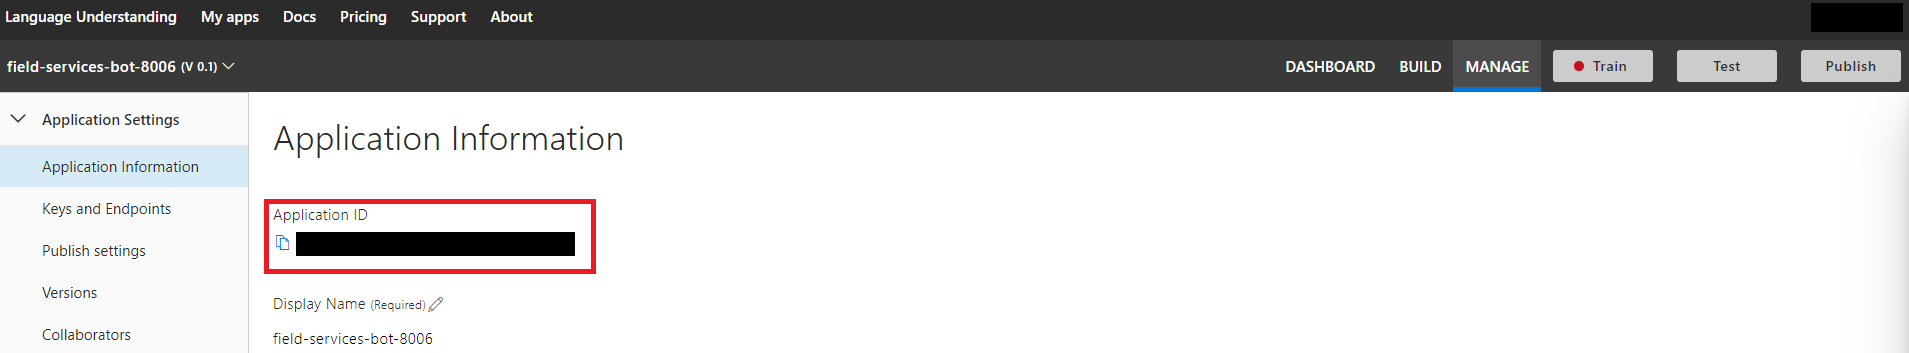 Language Understanding My apps Docs Pricing Support About
field-services-bot-8006 (V 0.1) DASHBOARD BUILD MANAGE Train Test Publish
Application Settings
Application Information
Keys and Endpoints
Publish settings
Versions
Collaborators
Application Information
Application ID
Display Name (Required)
field-services-bot-8006